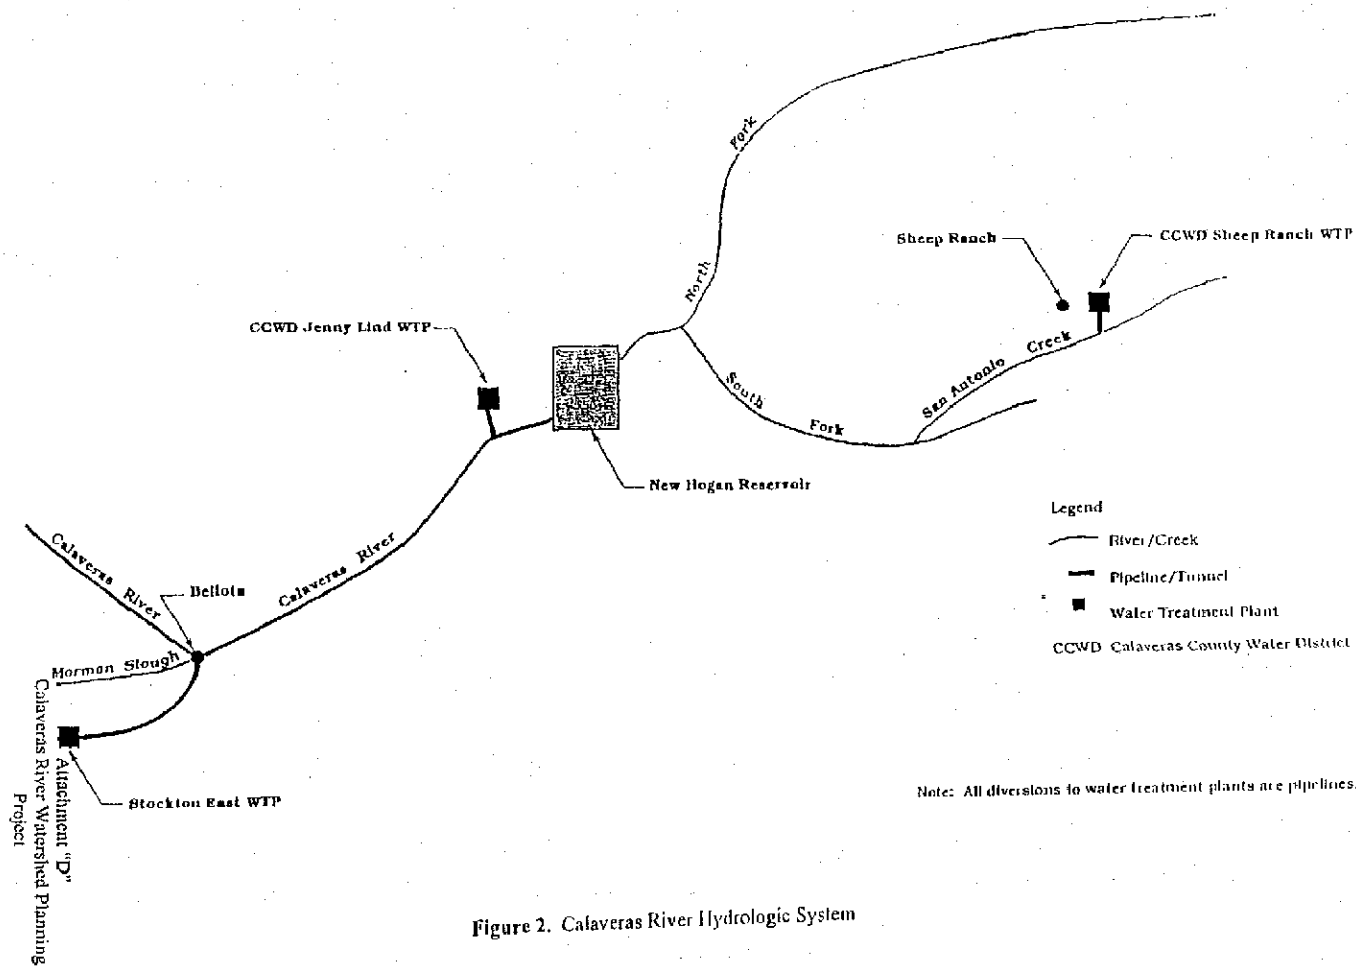 Fork
North
Sheep Ranch
CCWD Sheep Ranch WTP
CCWD Jenny Lind WTP
San Antonio Creek
South Fork
New Hogan Reservoir
Legend
River/Creek
Pipeline/Tunnel
Water Treatment Plant
CCWD Calaveras County Water District
Calaveras River
Calaveras River
Bellota
Mormon Slough
Stockton East WTP
Note: All diversions to water treatment plants are pipelines.
Attachment "D"
Calaveras River Watershed Planning
Project
Figure 2. Calaveras River Hydrologic System